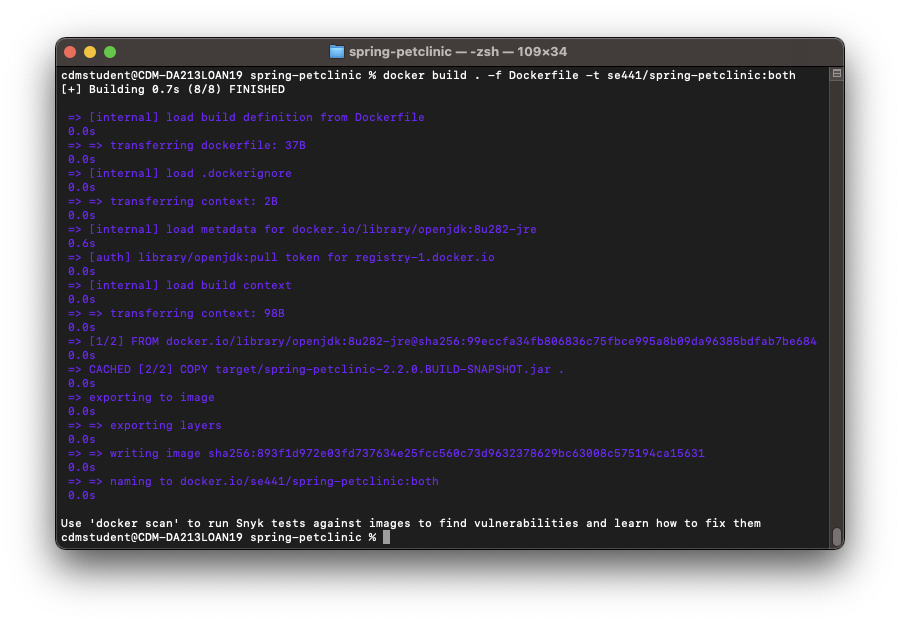 spring-petclinic — -zsh — 109×34
cdmstudent@CDM-DA213LOAN19 spring-petclinic % docker build . -f Dockerfile -t se441/spring-petclinic:both
[+] Building 0.7s (8/8) FINISHED
=> [internal] load build definition from Dockerfile
0.0s
=> => transferring dockerfile: 37B
0.0s
=> [internal] load .dockerignore
0.0s
=> => transferring context: 2B
0.0s
=> [internal] load metadata for docker.io/library/openjdk:8u282-jre
0.6s
=> [auth] library/openjdk:pull token for registry-1.docker.io
0.0s
=> [internal] load build context
0.0s
=> => transferring context: 98B
0.0s
=> [1/2] FROM docker.io/library/openjdk:8u282-jre@sha256:99eccfa34fb806836c75fbce995a8b09da96385bdfab7be684
0.0s
=> CACHED [2/2] COPY target/spring-petclinic-2.2.0.BUILD-SNAPSHOT.jar .
0.0s
=> exporting to image
0.0s
=> => exporting layers
0.0s
=> => writing image sha256:893f1d972e03fd737634e25fcc560c73d9632378629bc63008c575194ca15631
0.0s
=> => naming to docker.io/se441/spring-petclinic:both
0.0s
Use 'docker scan' to run Snyk tests against images to find vulnerabilities and learn how to fix them
cdmstudent@CDM-DA213LOAN19 spring-petclinic %